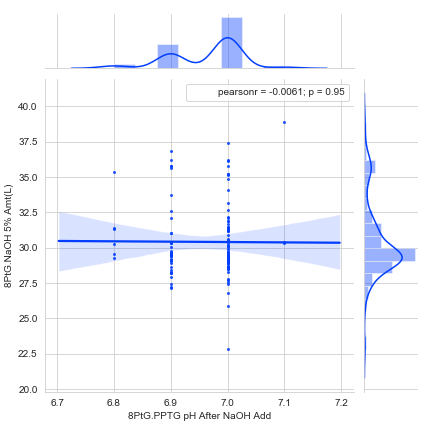 pearsonr = -0.0061; p = 0.95
40.0
37.5
35.0
32.5
30.0
27.5
25.0
22.5
20.0
8PtG.NaOH 5% Amt(L)
6.7 6.8 6.9 7.0 7.1 7.2
8PtG.PPTG pH After NaOH Add